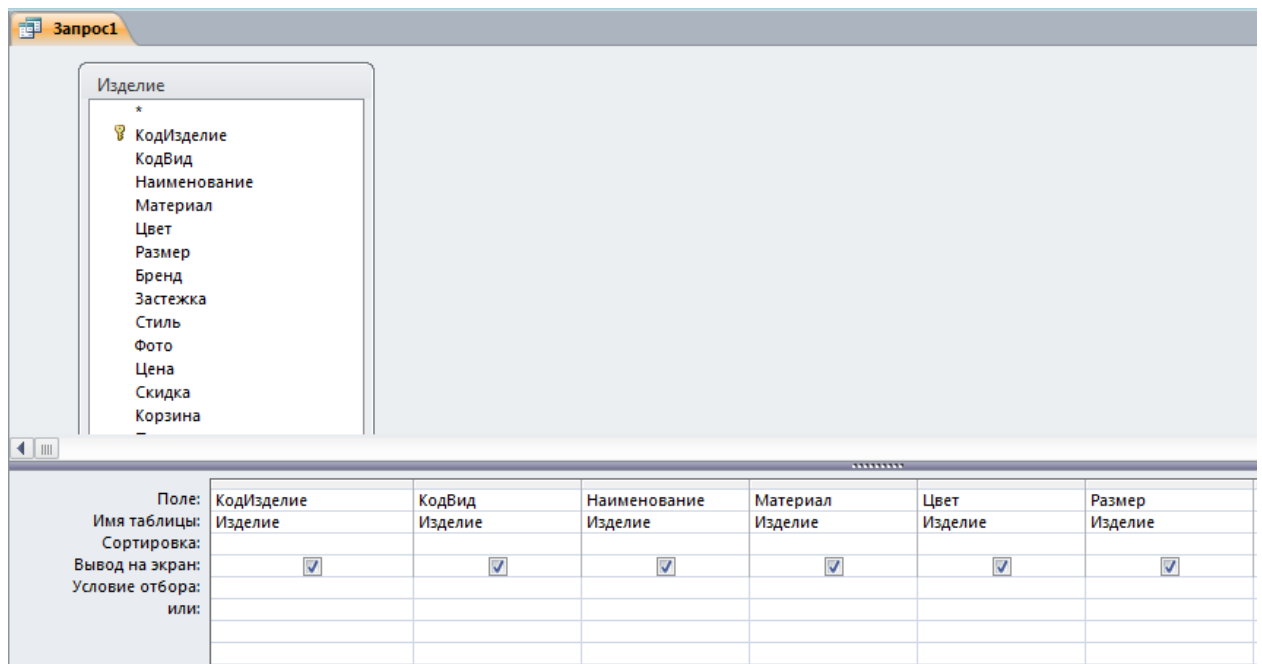 Запрос1
Изделие
*
КодИзделие
КодВид
Наименование
Материал
Цвет
Размер
Бренд
Застежка
Стиль
Фото
Цена
Скидка
Корзина
Поле: КодИзделие КодВид Наименование Материал Цвет Размер
Имя таблицы: Изделие Изделие Изделие Изделие Изделие Изделие
Сортировка:
Вывод на экран:
Условие отбора:
или: